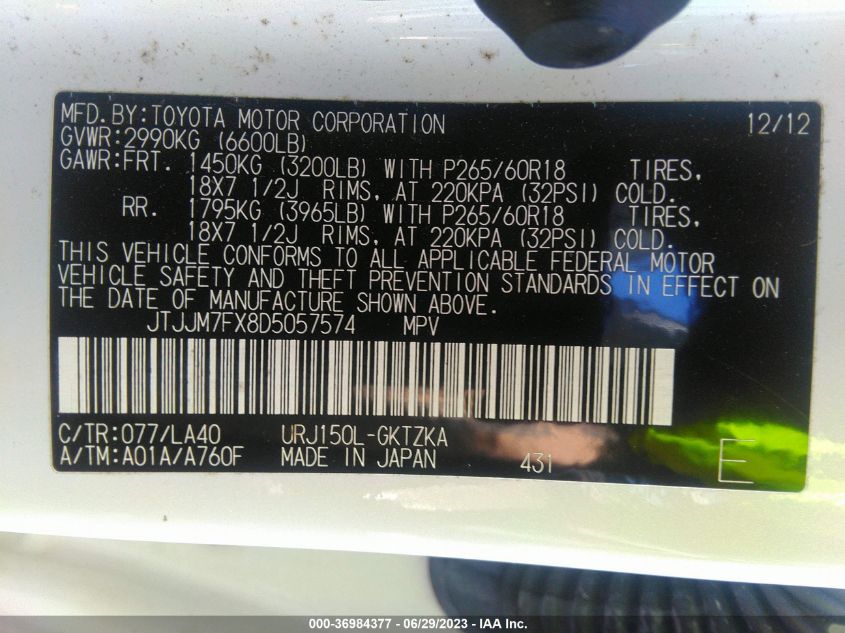 MFD.BY:TOYOTA MOTOR CORPORATION 12/12
GVWR:2990KG (6600LB)
GAWR:FRT. 1450KG (3200LB) WITH P265/60R18 TIRES,
18X7 1/2J RIMS, AT 220KPA (32PSI) COLD.
RR. 1795KG (3965LB) WITH P265/60R18 TIRES,
18X7 1/2J RIMS, AT 220KPA (32PSI) COLD.
THIS VEHICLE CONFORMS TO ALL APPLICABLE FEDERAL MOTOR
VEHICLE SAFETY AND THEFT PREVENTION STANDARDS IN EFFECT ON
THE DATE OF MANUFACTURE SHOWN ABOVE.
JTJJM7FX8D5057574 MPV
C/TR:077/LA40 URJ150L-GKTZKA
A/TM:A01A/A760F MADE IN JAPAN 431 E
000-36984377 - 06/29/2023 - IAA Inc.